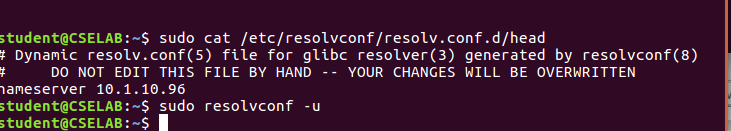 student@CSELAB:~$ sudo cat /etc/resolvconf/resolv.conf.d/head
# Dynamic resolv.conf(5) file for glibc resolver(3) generated by resolvconf(8)
#     DO NOT EDIT THIS FILE BY HAND -- YOUR CHANGES WILL BE OVERWRITTEN
nameserver 10.1.10.96
student@CSELAB:~$ sudo resolvconf -u
student@CSELAB:~$